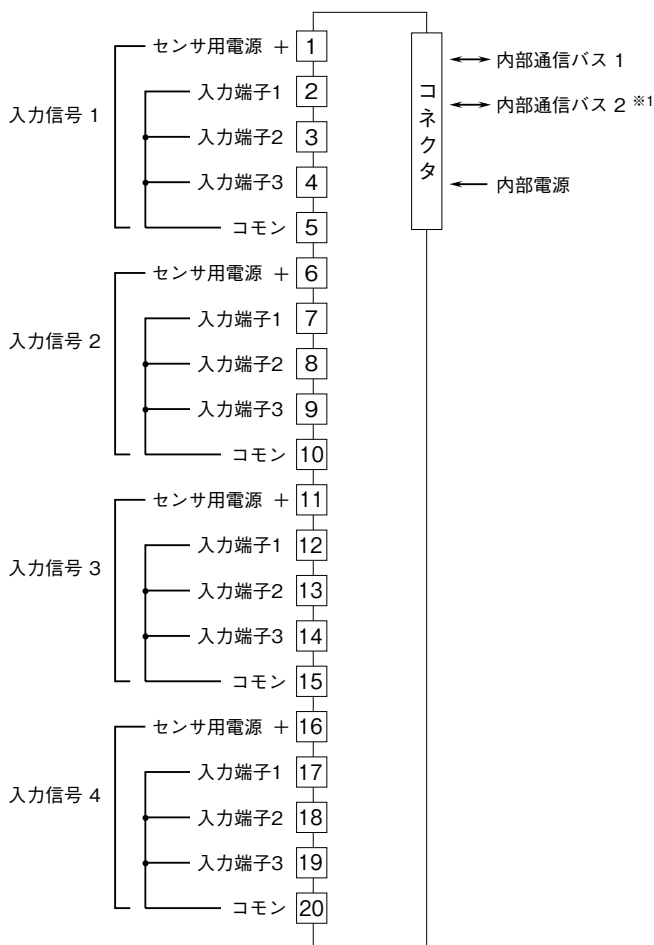 センサ用電源 + 1
内部通信バス 1
入力端子1 2
内部通信バス 2 ※1
入力信号 1
コネクタ
入力端子2 3
入力端子3 4
内部電源
コモン 5
センサ用電源 + 6
入力端子1 7
入力信号 2
入力端子2 8
入力端子3 9
コモン 10
センサ用電源 + 11
入力端子1 12
入力信号 3
入力端子2 13
入力端子3 14
コモン 15
センサ用電源 + 16
入力端子1 17
入力信号 4
入力端子2 18
入力端子3 19
コモン 20